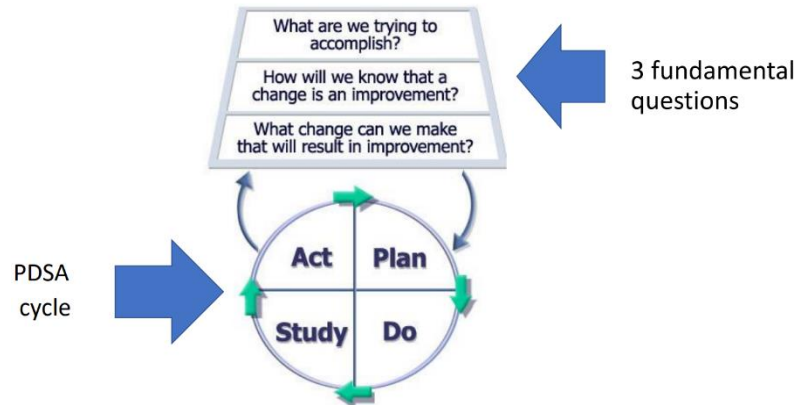 What are we trying to
accomplish?
How will we know that a
change is an improvement?
What change can we make
that will result in improvement?
3 fundamental
questions
PDSA
cycle
Act
Plan
Study
Do